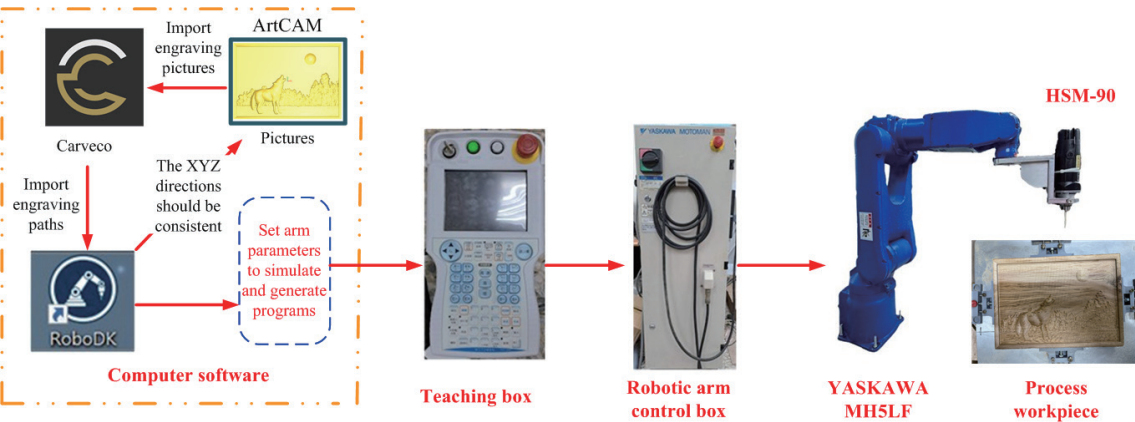 Import
engraving
pictures
ArtCAM
Carveco
Pictures
The XYZ
directions
should be
consistent
Import
engraving
paths
Set arm
parameters
to simulate
and generate
programs
RoboDK
Computer software
Teaching box
YASKAWA MOTOMAN
Robotic arm
control box
HSM-90
YASKAWA
MH5LF
Process
workpiece